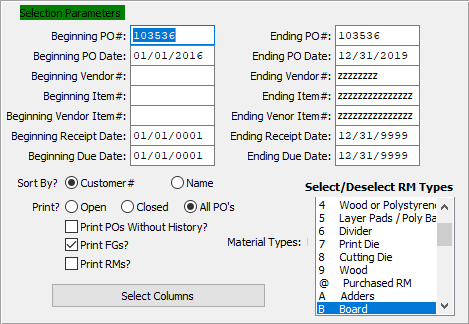 Selection Parameters
Beginning PO#: 103536 Ending PO#: 103536
Beginning PO Date: 01/01/2016 Ending PO Date: 12/31/2019
Beginning Vendor#: Ending Vendor#: zzzzzzzz
Beginning Item#: Ending Item#: zzzzzzzzzzzzzzz
Beginning Vendor Item#: Ending Venor Item#: zzzzzzzzzzzzzzz
Beginning Receipt Date: 01/01/0001 Ending Receipt Date: 12/31/9999
Beginning Due Date: 01/01/0001 Ending Due Date: 12/31/9999
Sort By? Customer# Name
Select/Deselect RM Types
Print? Open Closed All PO's
Print POs Without History?
Print FGs?
Print RMs?
Material Types:
4 Wood or Polystyrene
5 Layer Pads / Poly Ba
6 Divider
7 Print Die
8 Cutting Die
9 Wood
@ Purchased RM
A Adders
B Board
Select Columns